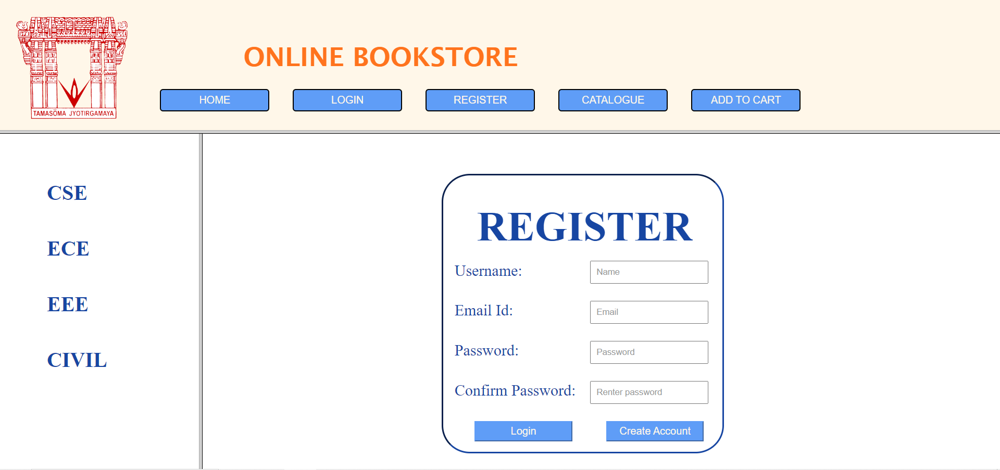 ONLINE BOOKSTORE
HOME LOGIN REGISTER CATALOGUE ADD TO CART
TAMASŌMA JYOTIRGAMAYA
CSE
ECE
EEE
CIVIL
REGISTER
Username: Name
Email Id: Email
Password: Password
Confirm Password: Renter password
Login Create Account